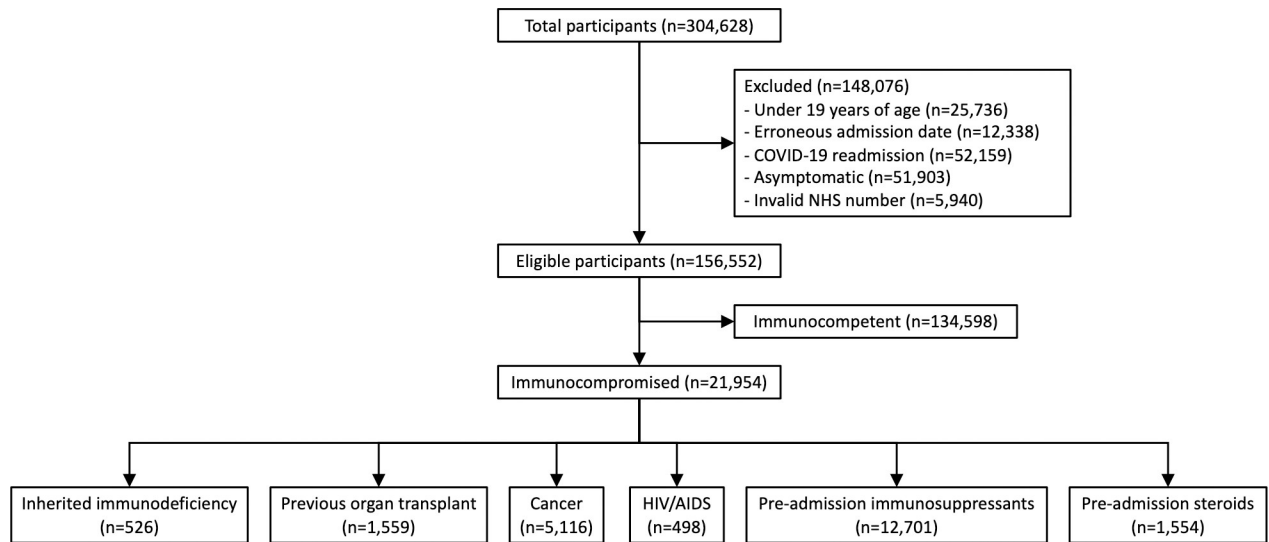 Total participants (n=304,628)
Excluded (n=148,076)
- Under 19 years of age (n=25,736)
- Erroneous admission date (n=12,338)
- COVID-19 readmission (n=52,159)
- Asymptomatic (n=51,903)
- Invalid NHS number (n=5,940)
Eligible participants (n=156,552)
Immunocompetent (n=134,598)
Immunocompromised (n=21,954)
Inherited immunodeficiency
(n=526)
Previous organ transplant
(n=1,559)
Cancer
(n=5,116)
HIV/AIDS
(n=498)
Pre-admission immunosuppressants
(n=12,701)
Pre-admission steroids
(n=1,554)